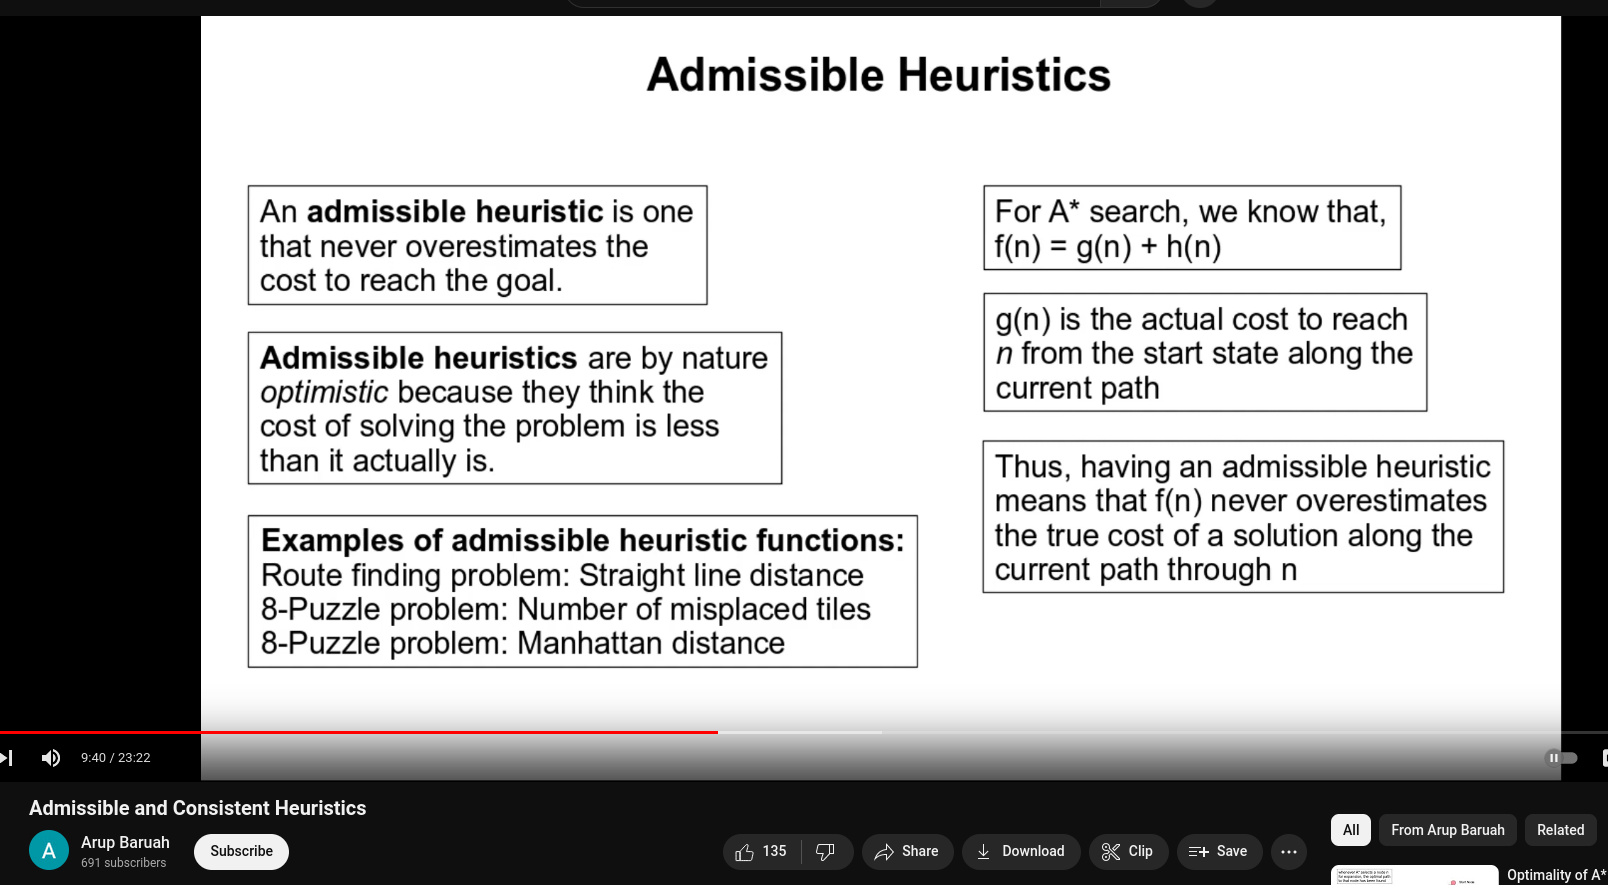 Admissible Heuristics
An admissible heuristic is one
that never overestimates the
cost to reach the goal.
Admissible heuristics are by nature
optimistic because they think the
cost of solving the problem is less
than it actually is.
Examples of admissible heuristic functions:
Route finding problem: Straight line distance
8-Puzzle problem: Number of misplaced tiles
8-Puzzle problem: Manhattan distance
For A* search, we know that,
f(n) = g(n) + h(n)
g(n) is the actual cost to reach
n from the start state along the
current path
Thus, having an admissible heuristic
means that f(n) never overestimates
the true cost of a solution along the
current path through n
9:40 / 23:22
Admissible and Consistent Heuristics
A
Arup Baruah
691 subscribers
Subscribe
135
Share
Download
Clip
Save
All
From Arup Baruah
Related
Optimality of A*